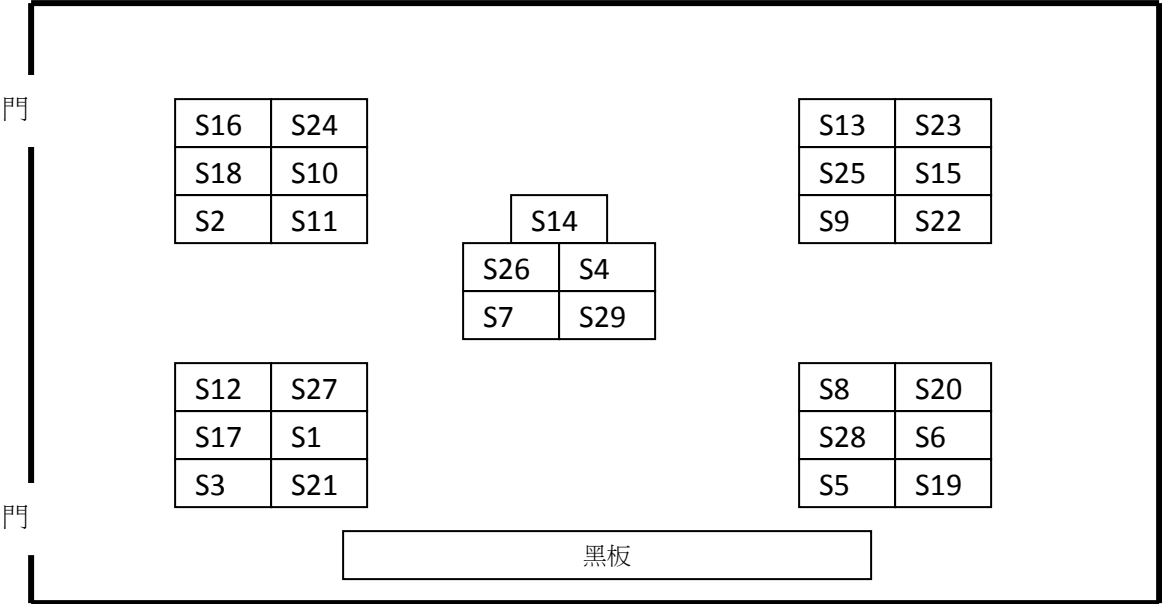 門
S16 S24 S13 S23
S18 S10 S25 S15
S2 S11 S14 S9 S22
S26 S4
S7 S29
S12 S27 S8 S20
S17 S1 S28 S6
S3 S21 S5 S19
門
黑板